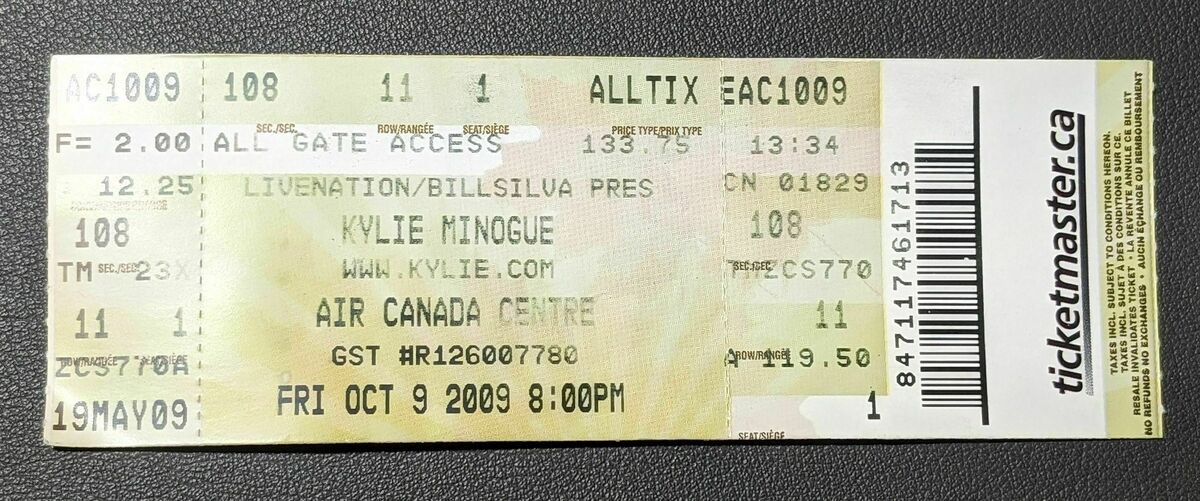 AC1009 108 11 1 ALLTIX EAC1009
SEC./SEC. ROW/RANGÉE SEAT/SIÈGE PRICE TYPE/PRIX TYPE
F= 2.00 ALL GATE ACCESS 133.75 13:34
12.25 LIVENATION/BILLSILVA PRES CN 01829
108 KYLIE MINOGUE 108
SEC./SEC. SEC./SEC.
TM 23X WWW.KYLIE.COM ZCS770
11 1 AIR CANADA CENTRE 11
ROW/RANGÉE SEAT/SIÈGE ROW/RANGÉE
ZCS770A GST #R126007780 A 119.50
19MAY09 FRI OCT 9 2009 8:00PM 1
SEAT/SIÈGE
847117461713
ticketmaster.ca
TAXES INCL. SUBJECT TO CONDITIONS HEREON.
TAXES INCL. SUJET À DES CONDITIONS SUR CE.
RESALE INVALIDATES TICKET • LA REVENTE ANNULE CE BILLET
NO REFUNDS NO EXCHANGES • AUCIN ÉCHANGE OU REMBOURSEMENT